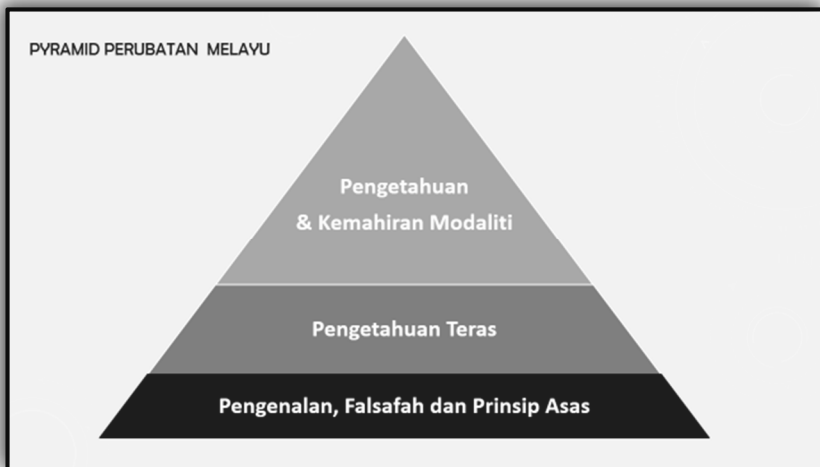 PYRAMID PERUBATAN MELAYU
Pengetahuan
& Kemahiran Modaliti
Pengetahuan Teras
Pengenalan, Falsafah dan Prinsip Asas